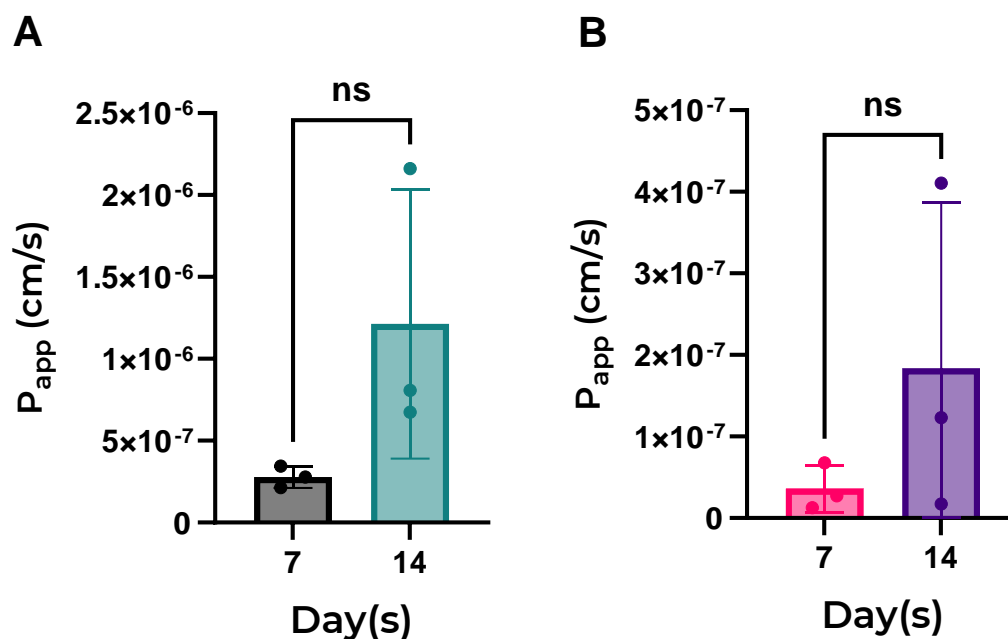 A
ns
2.5×10⁻⁶
2×10⁻⁶
1.5×10⁻⁶
1×10⁻⁶
5×10⁻⁷
0
P_app (cm/s)
7
14
Day(s)
B
ns
5×10⁻⁷
4×10⁻⁷
3×10⁻⁷
2×10⁻⁷
1×10⁻⁷
0
P_app (cm/s)
7
14
Day(s)